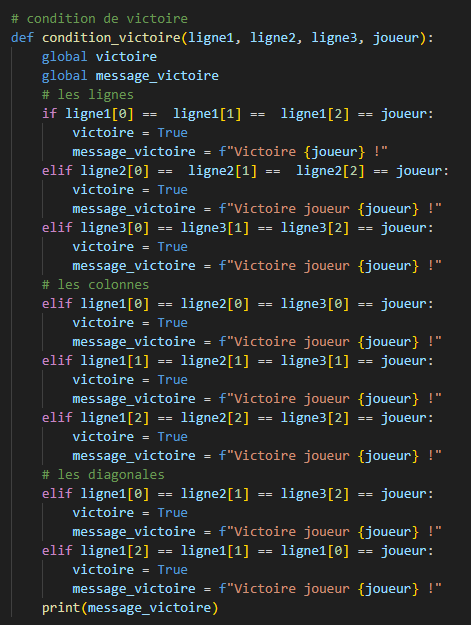 # condition de victoire
def condition_victoire(ligne1, ligne2, ligne3, joueur):
    global victoire
    global message_victoire
    # les lignes
    if ligne1[0] ==  ligne1[1] ==  ligne1[2] == joueur:
        victoire = True
        message_victoire = f"Victoire {joueur} !"
    elif ligne2[0] ==  ligne2[1] ==  ligne2[2] == joueur:
        victoire = True
        message_victoire = f"Victoire joueur {joueur} !"
    elif ligne3[0] == ligne3[1] == ligne3[2] == joueur:
        victoire = True
        message_victoire = f"Victoire joueur {joueur} !"
    # les colonnes
    elif ligne1[0] == ligne2[0] == ligne3[0] == joueur:
        victoire = True
        message_victoire = f"Victoire joueur {joueur} !"
    elif ligne1[1] == ligne2[1] == ligne3[1] == joueur:
        victoire = True
        message_victoire = f"Victoire joueur {joueur} !"
    elif ligne1[2] == ligne2[2] == ligne3[2] == joueur:
        victoire = True
        message_victoire = f"Victoire joueur {joueur} !"
    # les diagonales
    elif ligne1[0] == ligne2[1] == ligne3[2] == joueur:
        victoire = True
        message_victoire = f"Victoire joueur {joueur} !"
    elif ligne1[2] == ligne1[1] == ligne1[0] == joueur:
        victoire = True
        message_victoire = f"Victoire joueur {joueur} !"
    print(message_victoire)